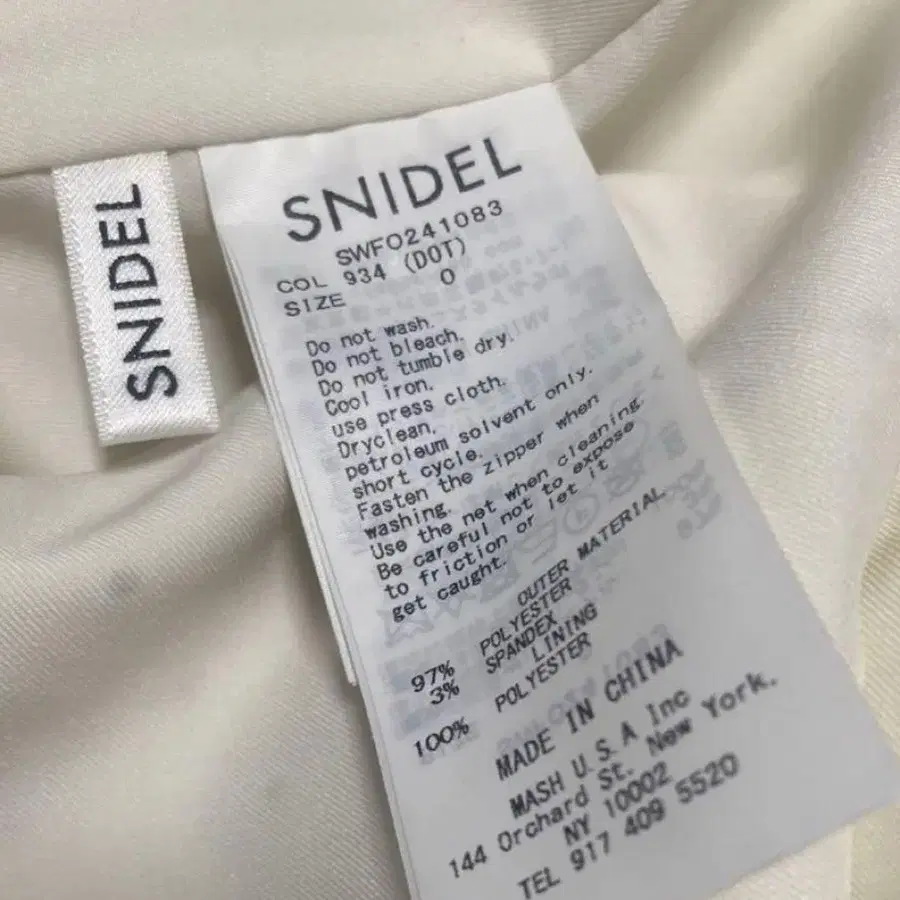 SNIDEL
SNIDEL
SWFO241083
COL 934 (DOT)
SIZE 0
Do not wash.
Do not bleach.
Do not tumble dry.
Cool iron.
use press cloth.
Dryclean.
petroleum solvent only.
short cycle.
Fasten the zipper when
washing.
Use the net when cleaning.
Be careful not to expose
to friction or let it
get caught.
OUTER MATERIAL
97% POLYESTER
3% SPANDEX
LINING
100% POLYESTER
MADE IN CHINA
MASH U.S.A Inc
144 Orchard St. New York.
NY 10002
TEL 917 409 5520